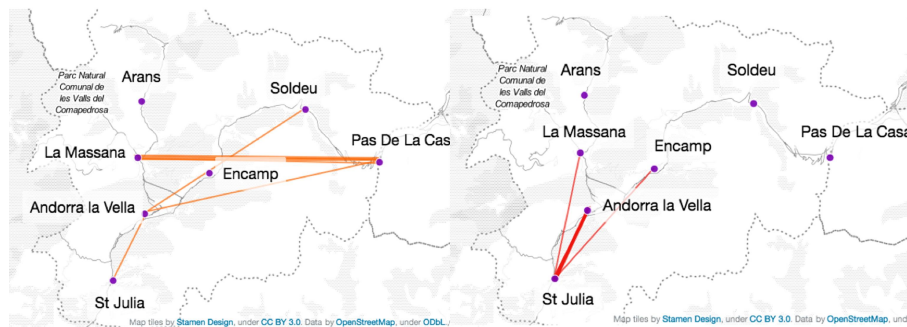 Parc Natural
Comunal de
les Valls del
Comapedrosa
Arans
Soldeu
La Massana
Pas De La Cas
Encamp
Andorra la Vella
St Julia
Map tiles by Stamen Design, under CC BY 3.0. Data by OpenStreetMap, under ODbL.
Parc Natural
Comunal de
les Valls del
Comapedrosa
Arans
Soldeu
La Massana
Pas De La Casa
Encamp
Andorra la Vella
St Julia
Map tiles by Stamen Design, under CC BY 3.0. Data by OpenStreetMap, und